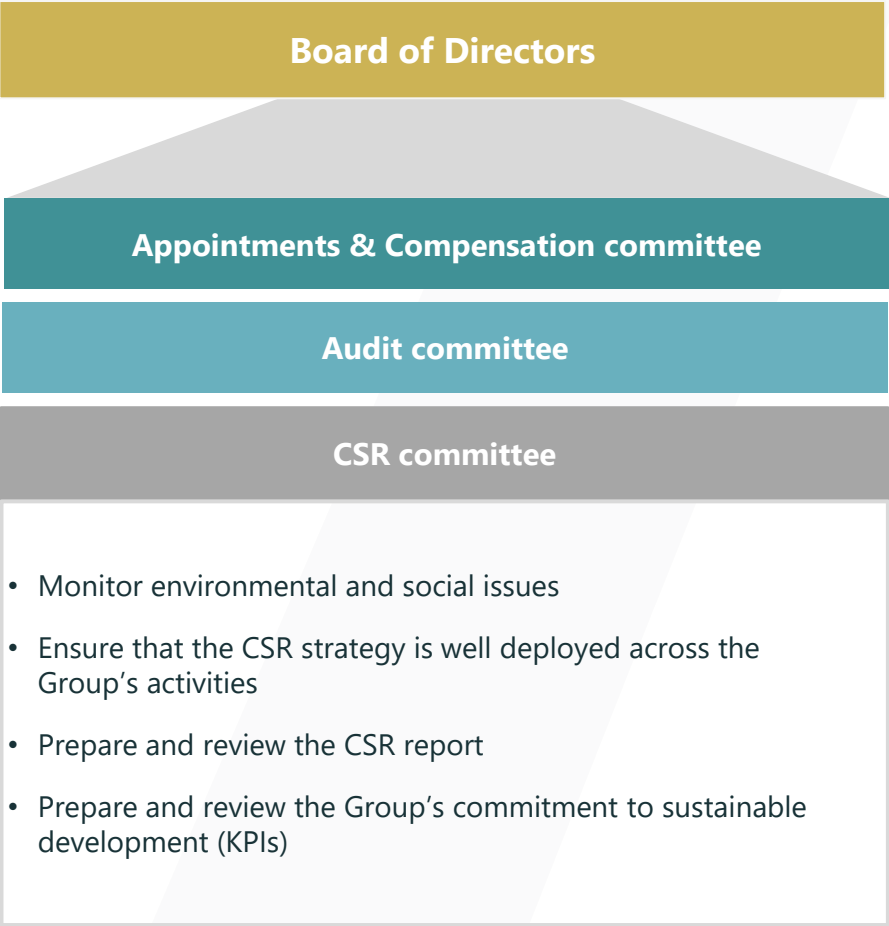 Board of Directors
Appointments & Compensation committee
Audit committee
CSR committee
• Monitor environmental and social issues
• Ensure that the CSR strategy is well deployed across the
Group’s activities
• Prepare and review the CSR report
• Prepare and review the Group’s commitment to sustainable
development (KPIs)